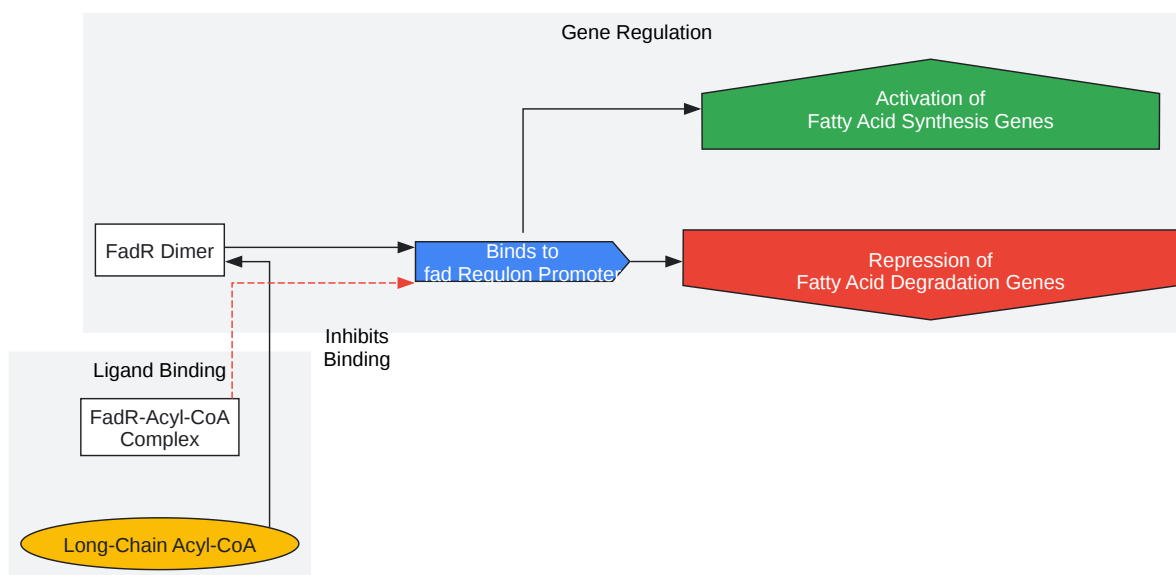 Gene Regulation
Activation of
Fatty Acid Synthesis Genes
FadR Dimer
Binds to
fad Regulon Promoter
Repression of
Fatty Acid Degradation Genes
Inhibits
Binding
Ligand Binding
FadR-Acyl-CoA
Complex
Long-Chain Acyl-CoA